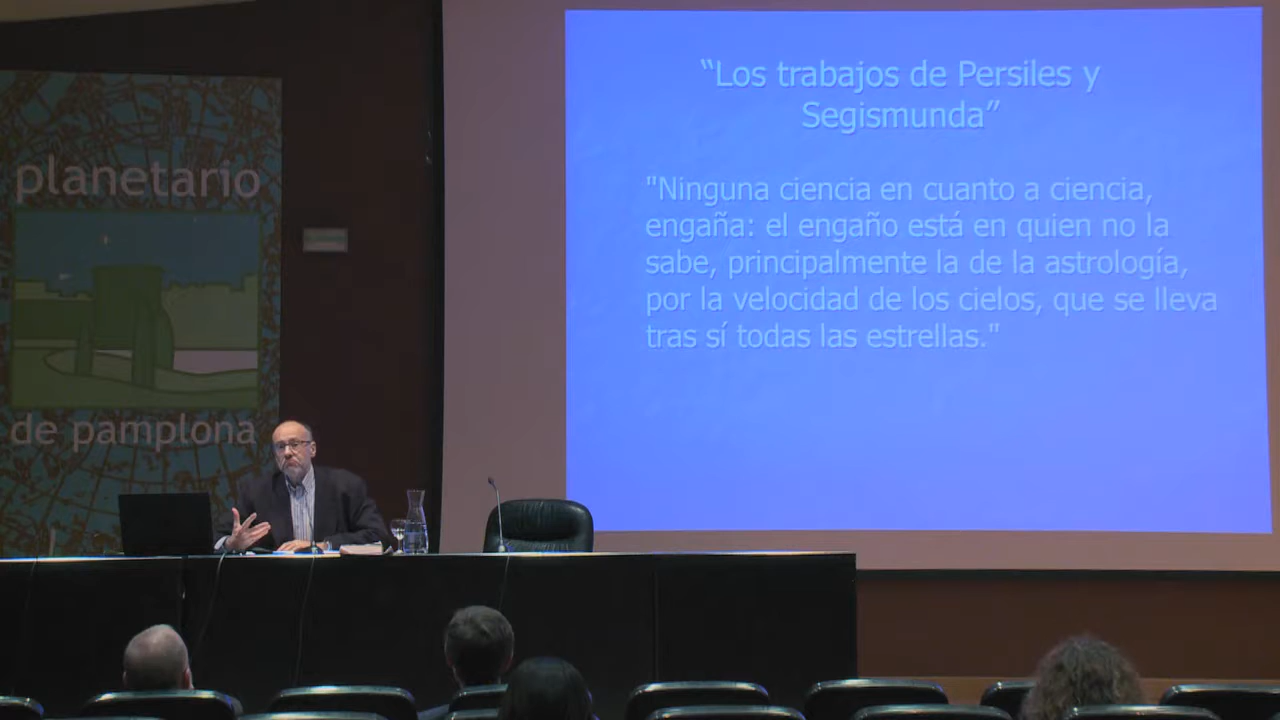 planetario
de pamplona
“Los trabajos de Persiles y
Segismunda”
"Ninguna ciencia en cuanto a ciencia,
engaña: el engaño está en quien no la
sabe, principalmente la de la astrología,
por la velocidad de los cielos, que se lleva
tras sí todas las estrellas."